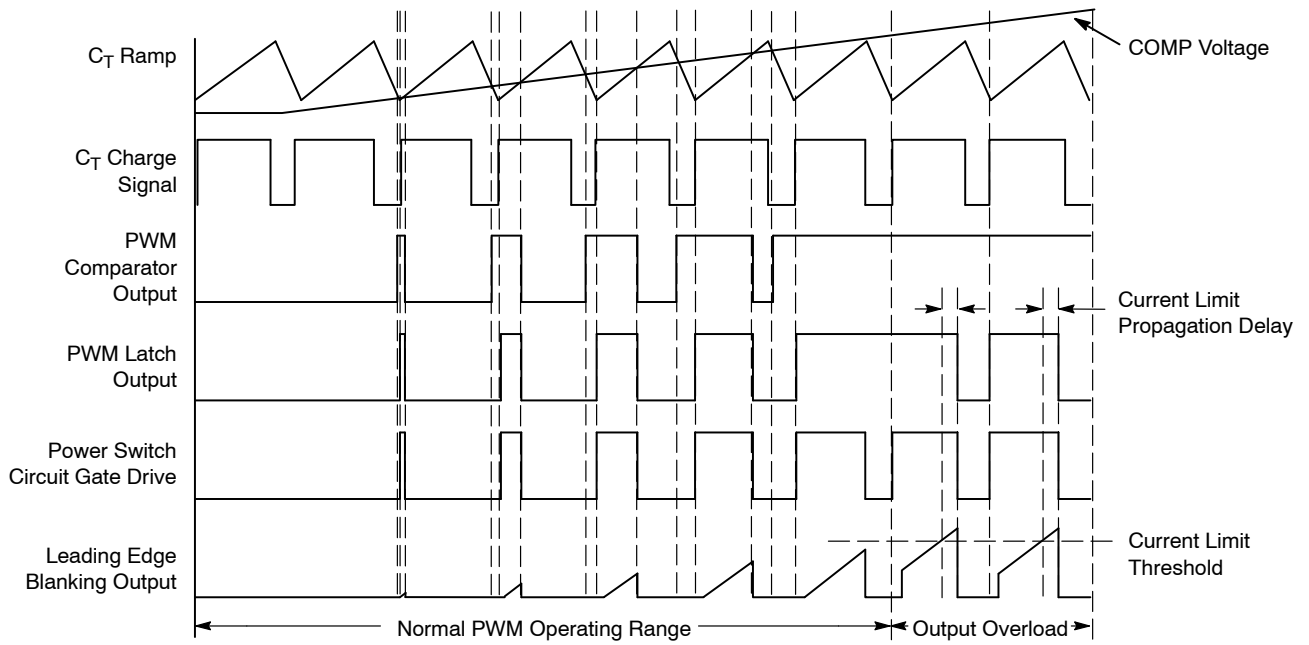 C_T Ramp
COMP Voltage
C_T Charge
Signal
PWM
Comparator
Output
Current Limit
Propagation Delay
PWM Latch
Output
Power Switch
Circuit Gate Drive
Leading Edge
Blanking Output
Current Limit
Threshold
Normal PWM Operating Range
Output Overload